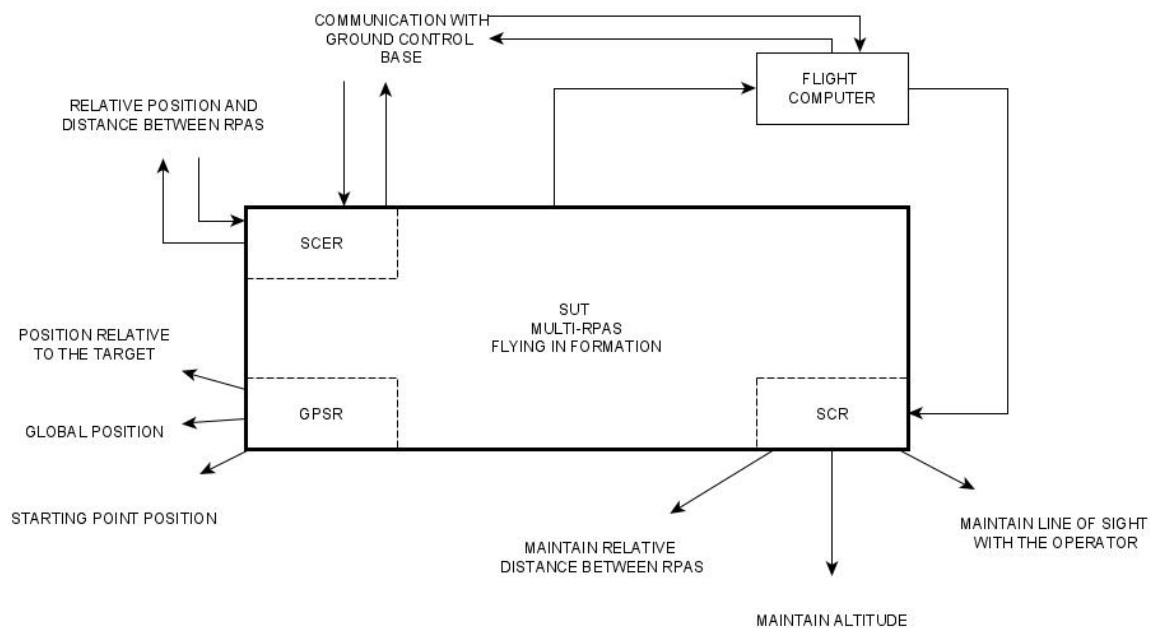 COMMUNICATION WITH
GROUND CONTROL
BASE
FLIGHT
COMPUTER
RELATIVE POSITION AND
DISTANCE BETWEEN RPAS
SCER
SUT
MULTI-RPAS
FLYING IN FORMATION
POSITION RELATIVE
TO THE TARGET
GPSR
SCR
GLOBAL POSITION
STARTING POINT POSITION
MAINTAIN LINE OF SIGHT
WITH THE OPERATOR
MAINTAIN RELATIVE
DISTANCE BETWEEN RPAS
MAINTAIN ALTITUDE